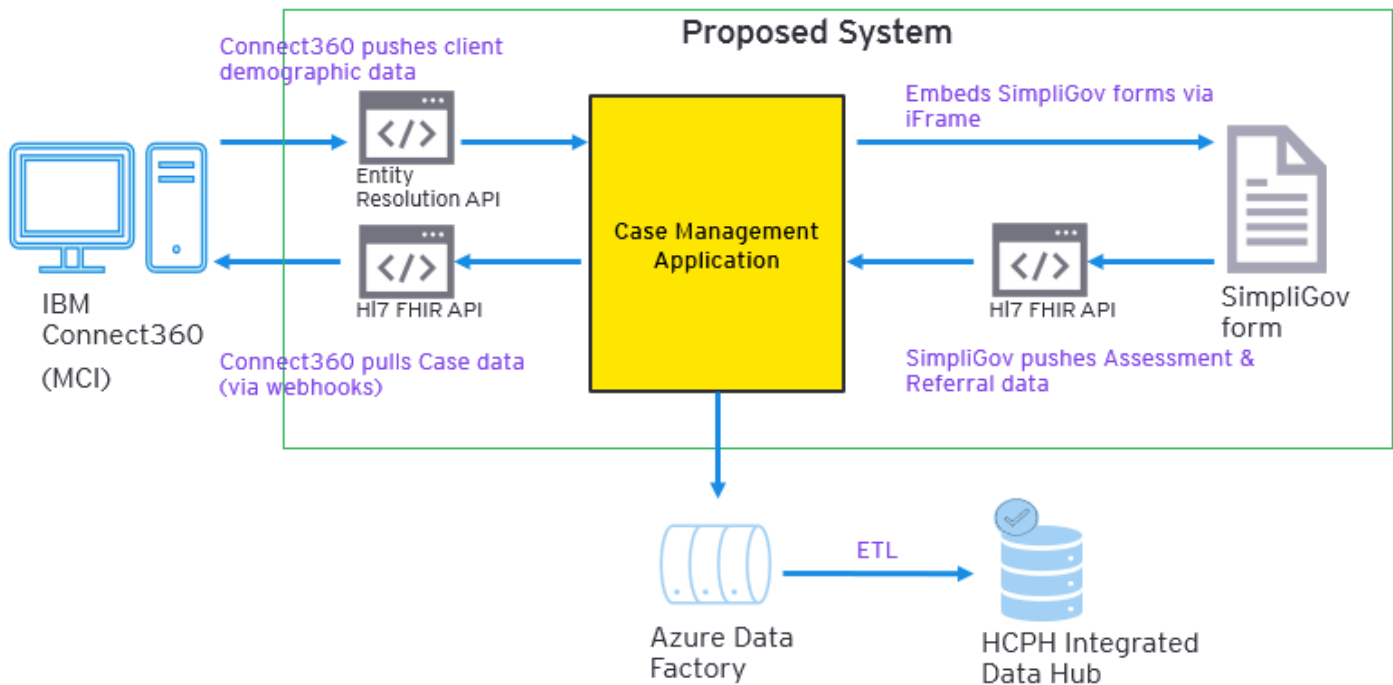 Proposed System
Connect360 pushes client
demographic data
Embeds SimpliGov forms via
iFrame
</>
Entity
Resolution API
Case Management
Application
</>
Hl7 FHIR API
</>
Hl7 FHIR API
IBM
Connect360
(MCI)
SimpliGov
form
Connect360 pulls Case data
(via webhooks)
SimpliGov pushes Assessment &
Referral data
ETL
Azure Data
Factory
HCPH Integrated
Data Hub